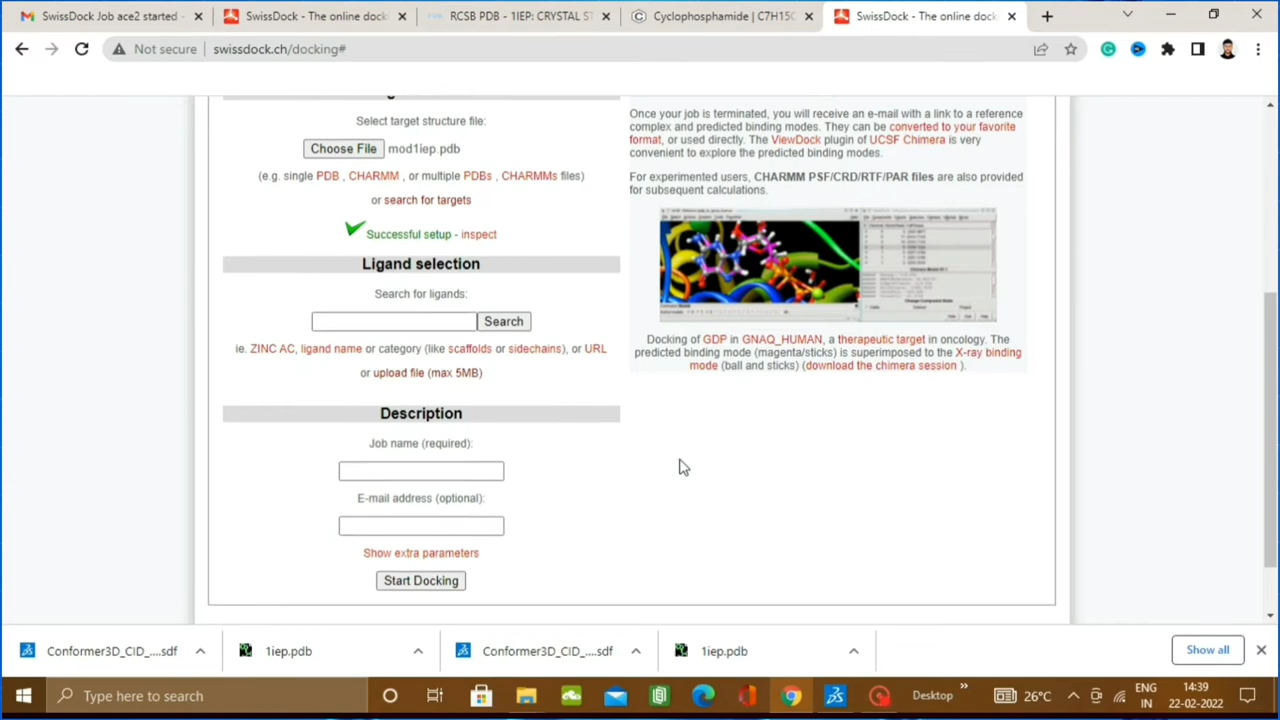 SwissDock Job ace2 started -
SwissDock - The online dock
RCSB PDB - 1IEP: CRYSTAL ST
Cyclophosphamide | C7H15C
SwissDock - The online dock
Not secure
swissdock.ch/docking#
Select target structure file:
Choose File mod1iep.pdb
(e.g. single PDB , CHARMM , or multiple PDBs , CHARMMs files)
or search for targets
Successful setup - inspect
Ligand selection
Search for ligands:
Search
ie. ZINC AC, ligand name or category (like scaffolds or sidechains), or URL
or upload file (max 5MB)
Description
Job name (required):
E-mail address (optional):
Show extra parameters
Start Docking
Once your job is terminated, you will receive an e-mail with a link to a reference
complex and predicted binding modes. They can be converted to your favorite
format, or used directly. The ViewDock plugin of UCSF Chimera is very
convenient to explore the predicted binding modes.
For experimented users, CHARMM PSF/CRD/RTF/PAR files are also provided
for subsequent calculations.
Docking of GDP in GNAQ_HUMAN, a therapeutic target in oncology. The
predicted binding mode (magenta/sticks) is superimposed to the X-ray binding
mode (ball and sticks) (download the chimera session ).
Conformer3D_CID_....sdf
1iep.pdb
Conformer3D_CID_....sdf
1iep.pdb
Show all
Type here to search
Desktop
26°C
ENG
IN
14:39
22-02-2022